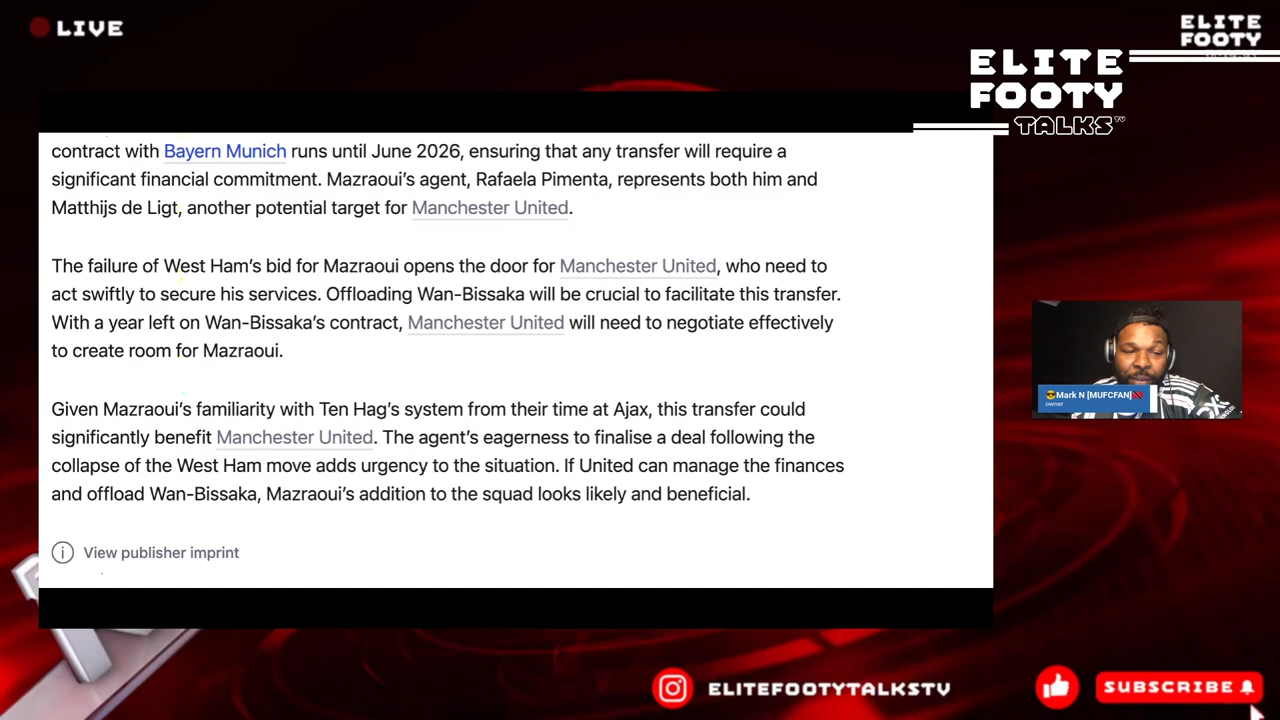 LIVE
ELITE
FOOTY
ELITE
FOOTY
TALKS TV
contract with Bayern Munich runs until June 2026, ensuring that any transfer will require a
significant financial commitment. Mazraoui’s agent, Rafaela Pimenta, represents both him and
Matthijs de Ligt, another potential target for Manchester United.
The failure of West Ham’s bid for Mazraoui opens the door for Manchester United, who need to
act swiftly to secure his services. Offloading Wan-Bissaka will be crucial to facilitate this transfer.
With a year left on Wan-Bissaka’s contract, Manchester United will need to negotiate effectively
to create room for Mazraoui.
Given Mazraoui’s familiarity with Ten Hag’s system from their time at Ajax, this transfer could
significantly benefit Manchester United. The agent’s eagerness to finalise a deal following the
collapse of the West Ham move adds urgency to the situation. If United can manage the finances
and offload Wan-Bissaka, Mazraoui’s addition to the squad looks likely and beneficial.
View publisher imprint
Mark N [MUFCFAN]
owner
ELITEFOOTYTALKSTV
SUBSCRIBE